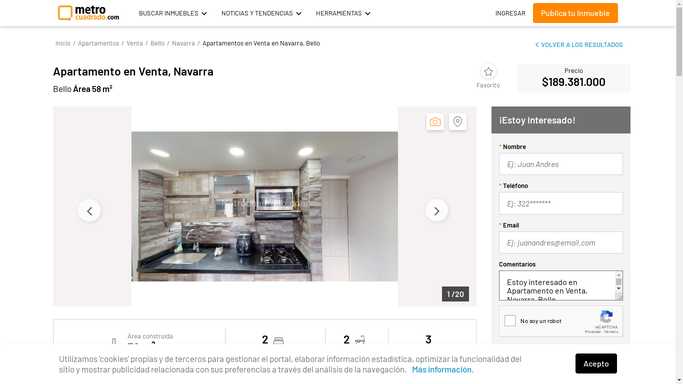 metro
cuadrado.com
BUSCAR INMUEBLES
NOTICIAS Y TENDENCIAS
HERRAMIENTAS
INGRESAR
Publica tu Inmueble
Inicio / Apartamentos / Venta / Bello / Navarra / Apartamentos en Venta en Navarra, Bello
VOLVER A LOS RESULTADOS
Apartamento en Venta, Navarra
Bello Área 58 m²
Favorito
Precio
$189.381.000
1 / 20
¡Estoy Interesado!
* Nombre
Ej: Juan Andres
* Teléfono
Ej: 322*******
* Email
Ej: juanandres@email.com
Comentarios
Estoy interesado en
Apartamento en Venta,
Navarra, Bello
No soy un robot
reCAPTCHA
Privacidad - Términos
Área construida
2
2
3
Utilizamos 'cookies' propias y de terceros para gestionar el portal, elaborar información estadística, optimizar la funcionalidad del
sitio y mostrar publicidad relacionada con sus preferencias a través del análisis de la navegación. Más información.
Acepto